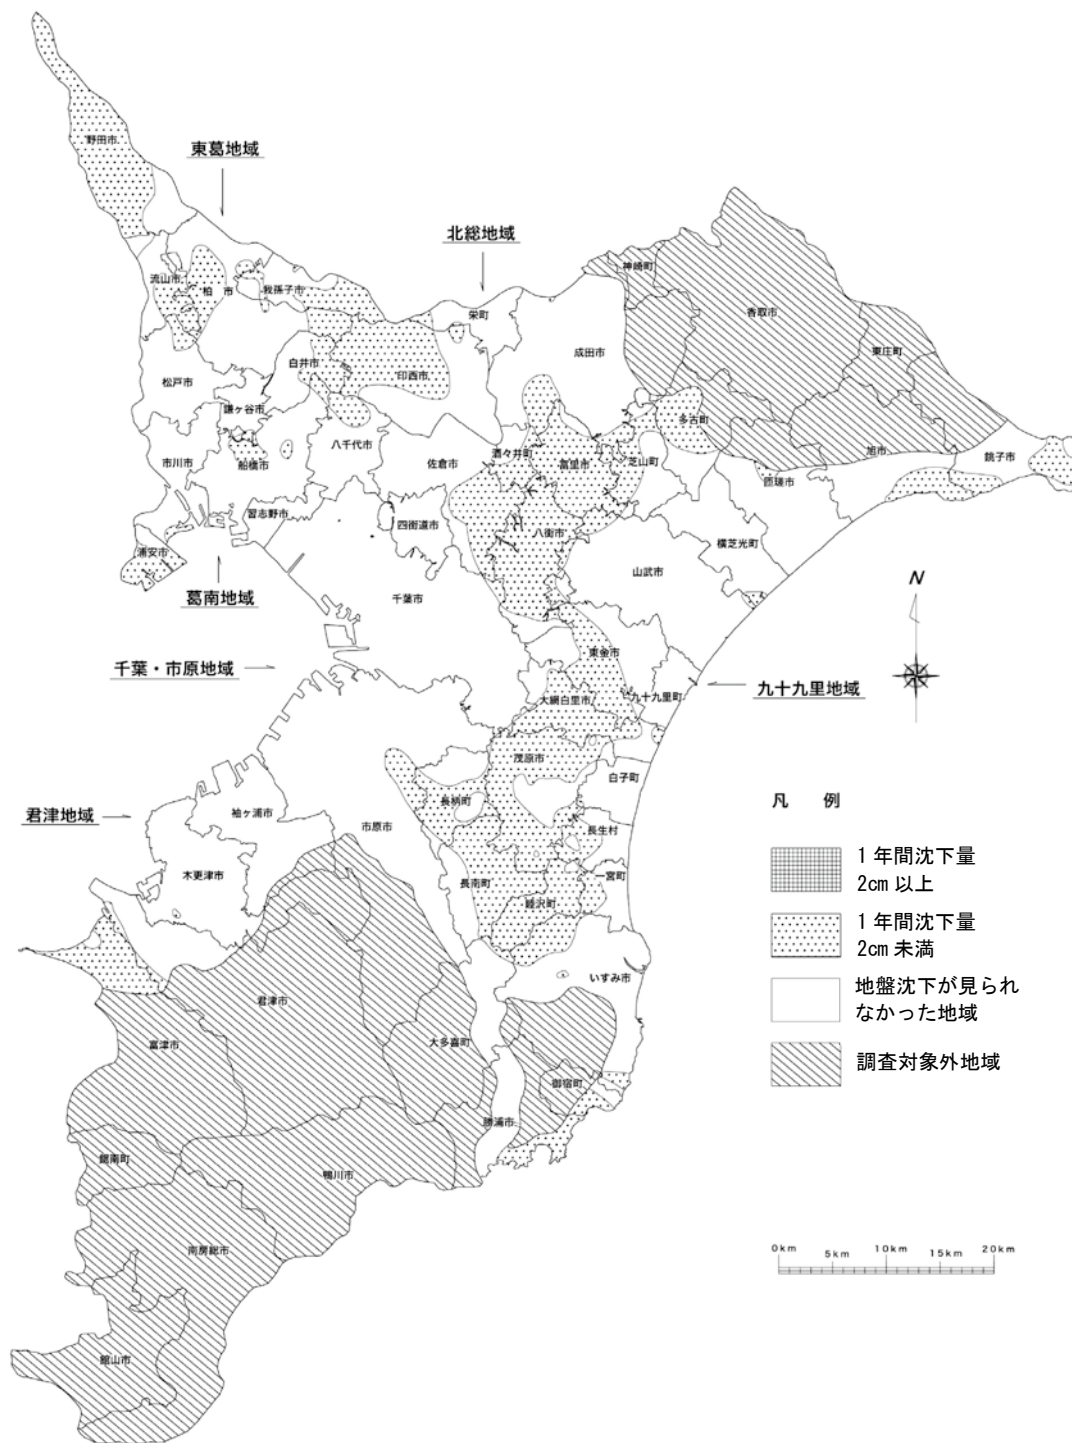 野田市
東葛地域
北総地域
神崎町
流山市
柏 市
我孫子市
香取市
栄町
成田市
東庄町
松戸市
白井市
印西市
鎌ヶ谷市
多古町
市川市
船橋市
八千代市
佐倉市
酒々井町
富里市
芝山町
旭市
銚子市
匝瑳市
習志野市
四街道市
八街市
横芝光町
浦安市
山武市
葛南地域
千葉市
N
千葉・市原地域
東金市
九十九里地域
大網白里市
九十九里町
茂原市
白子町
君津地域
袖ヶ浦市
市原市
長柄町
長生村
木更津市
長南町
一宮町
睦沢町
いすみ市
君津市
富津市
大多喜町
御宿町
勝浦市
鋸南町
鴨川市
南房総市
館山市
凡 例
1年間沈下量
2cm以上
1年間沈下量
2cm未満
地盤沈下が見られ
なかった地域
調査対象外地域
0km 5km 10km 15km 20km